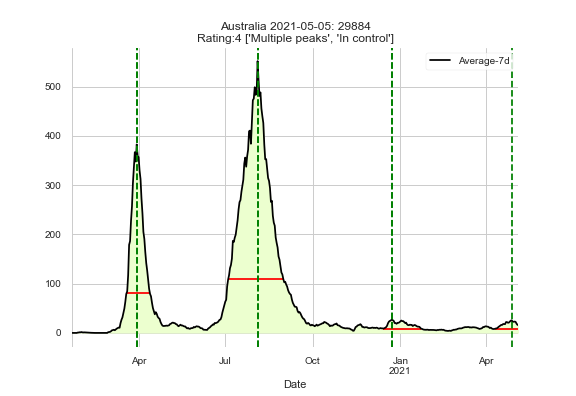 Australia 2021-05-05: 29884
Rating:4 ['Multiple peaks', 'In control']
Average-7d
500
400
300
200
100
0
Apr
Jul
Oct
Jan
2021
Apr
Date